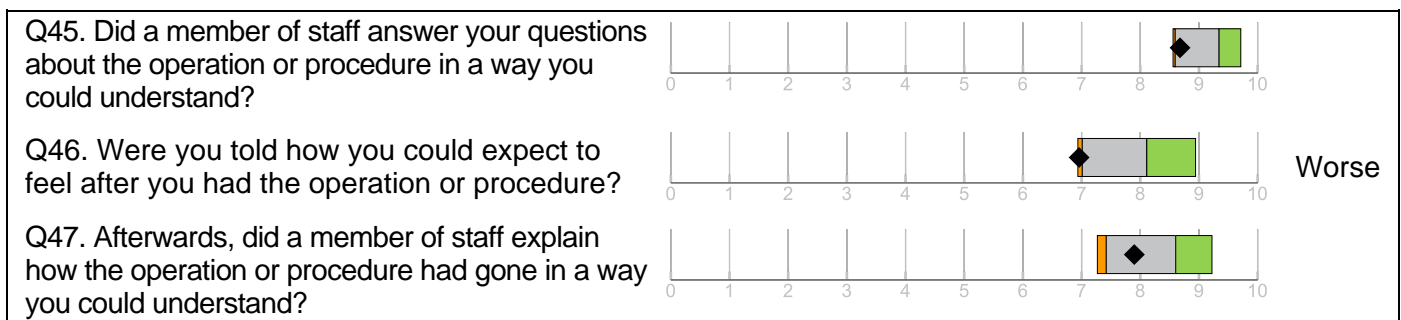 Q45. Did a member of staff answer your questions
about the operation or procedure in a way you
could understand?
0 1 2 3 4 5 6 7 8 9 10
Q46. Were you told how you could expect to
feel after you had the operation or procedure?
0 1 2 3 4 5 6 7 8 9 10
Worse
Q47. Afterwards, did a member of staff explain
how the operation or procedure had gone in a way
you could understand?
0 1 2 3 4 5 6 7 8 9 10